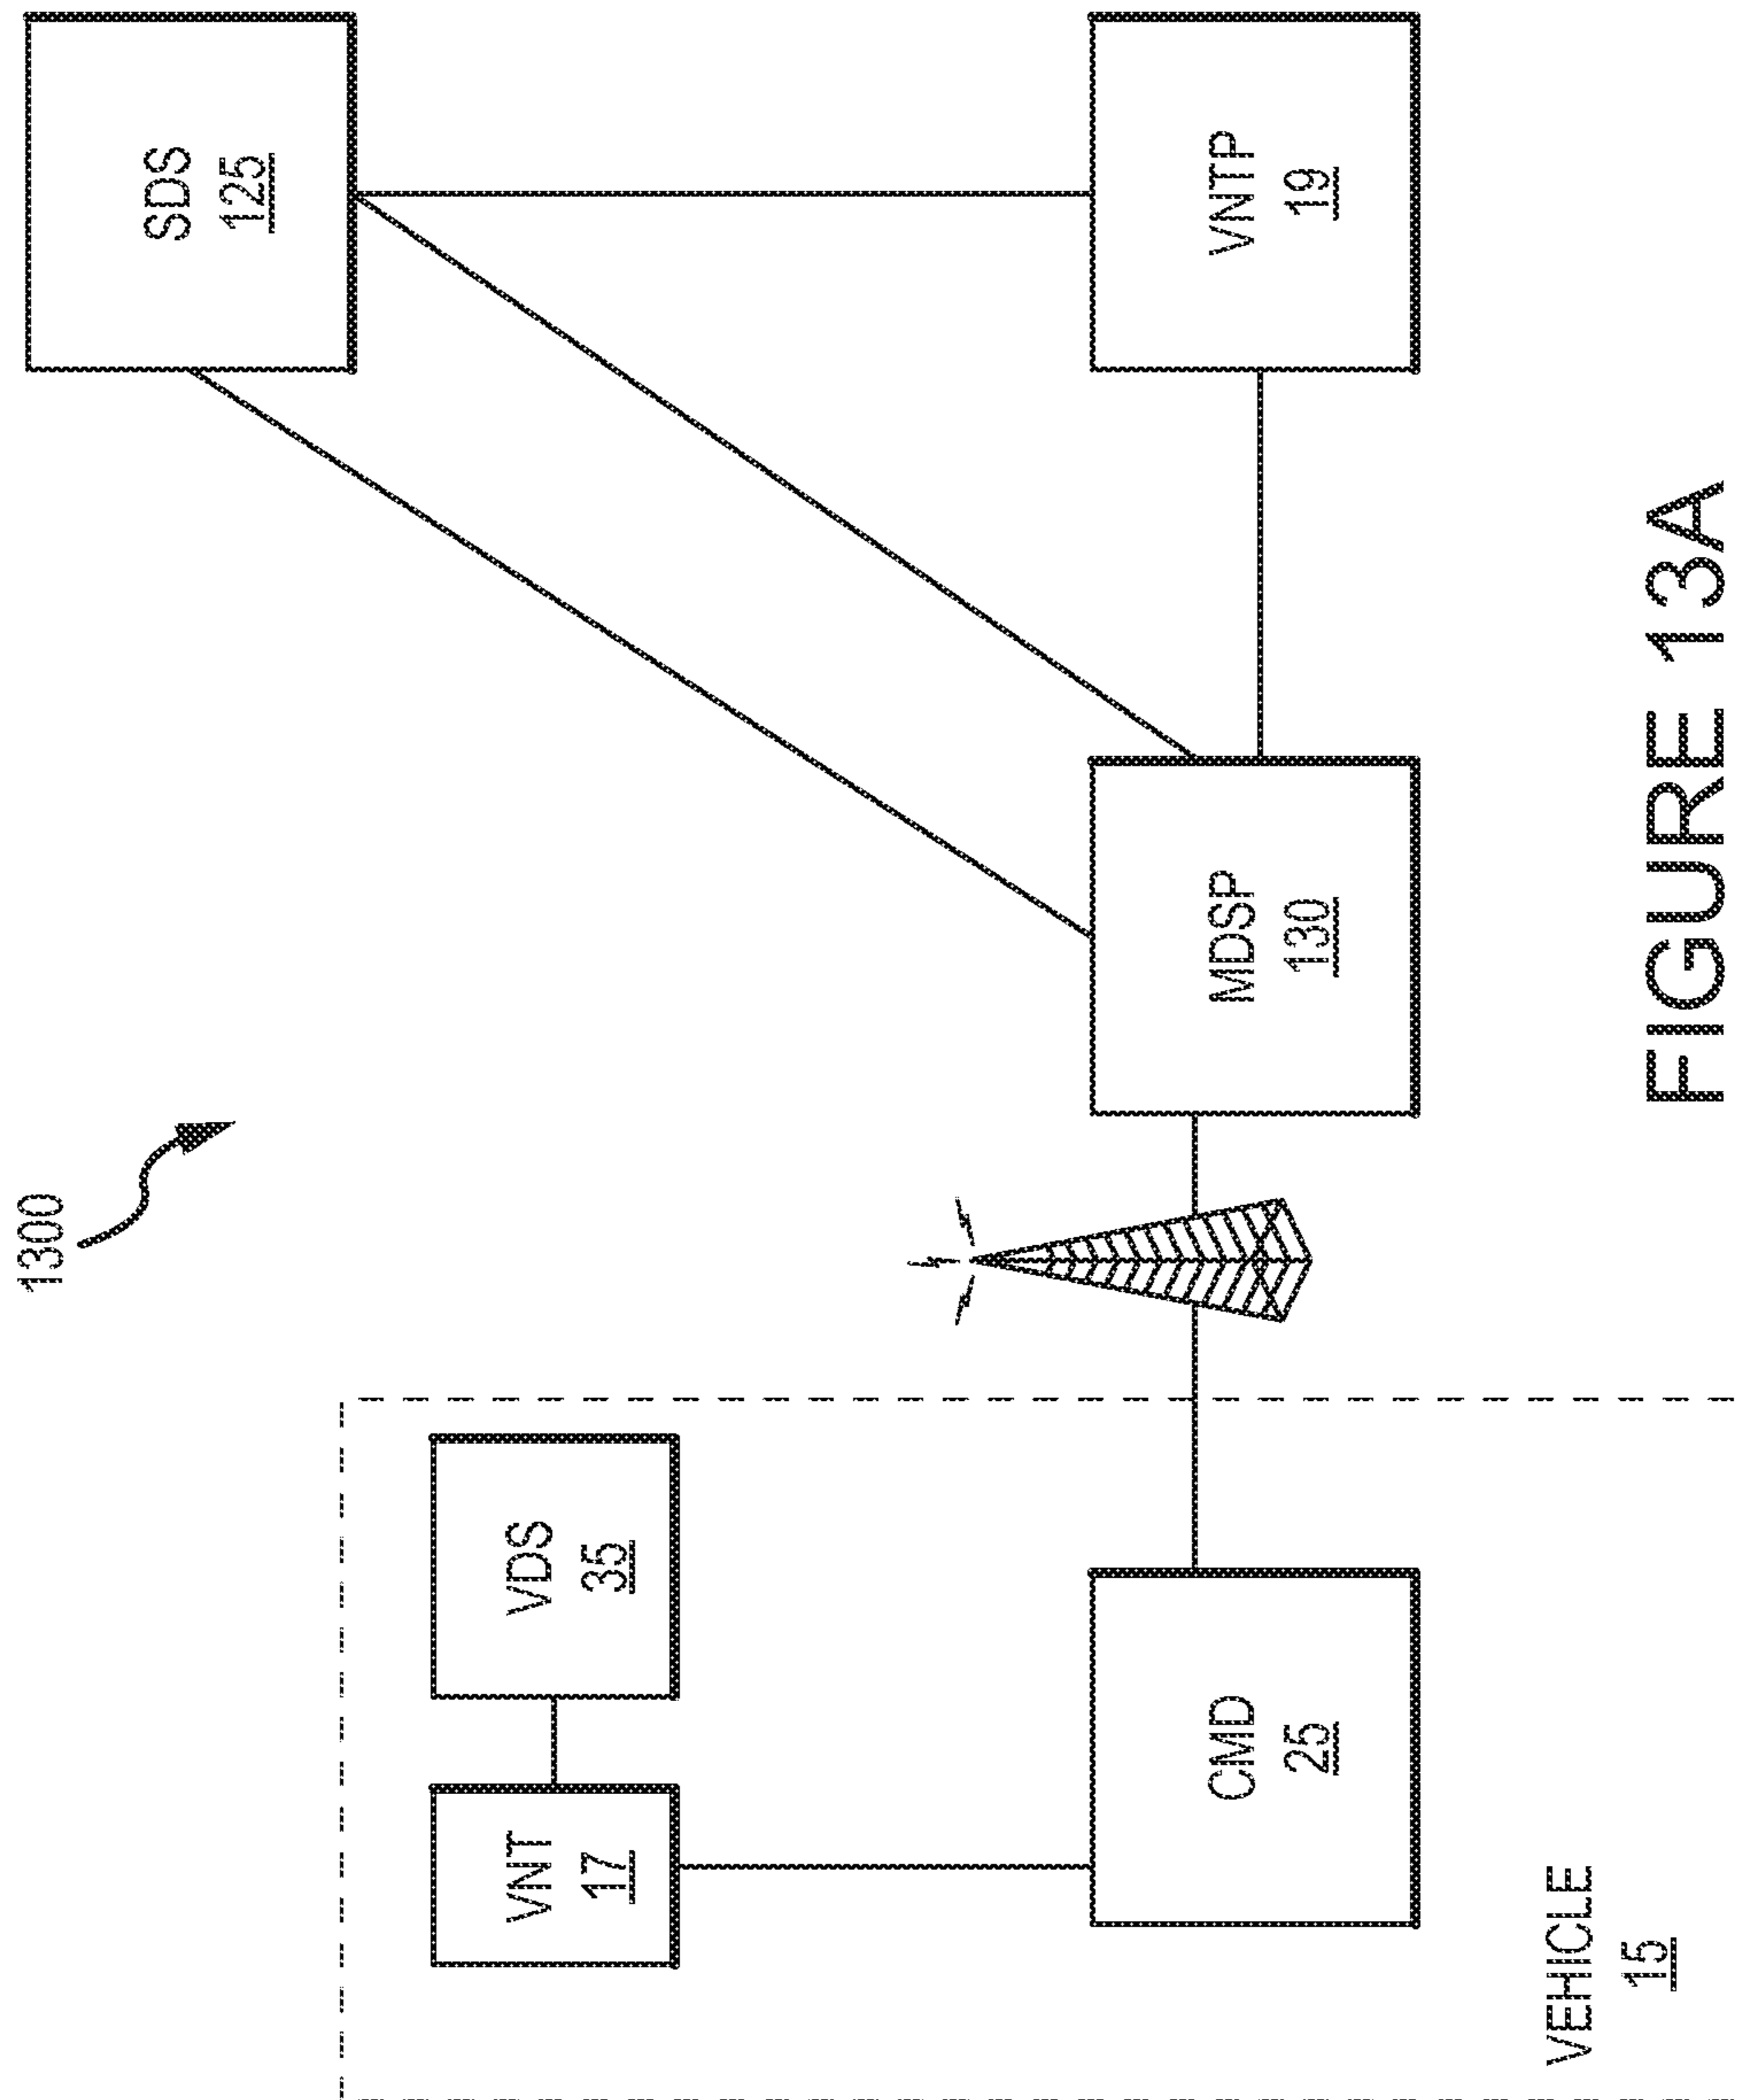 1300
SDS
125
VDS
35
VNT
17
CMD
25
MDSP
130
VNTP
19
VEHICLE
15
FIGURE 13A